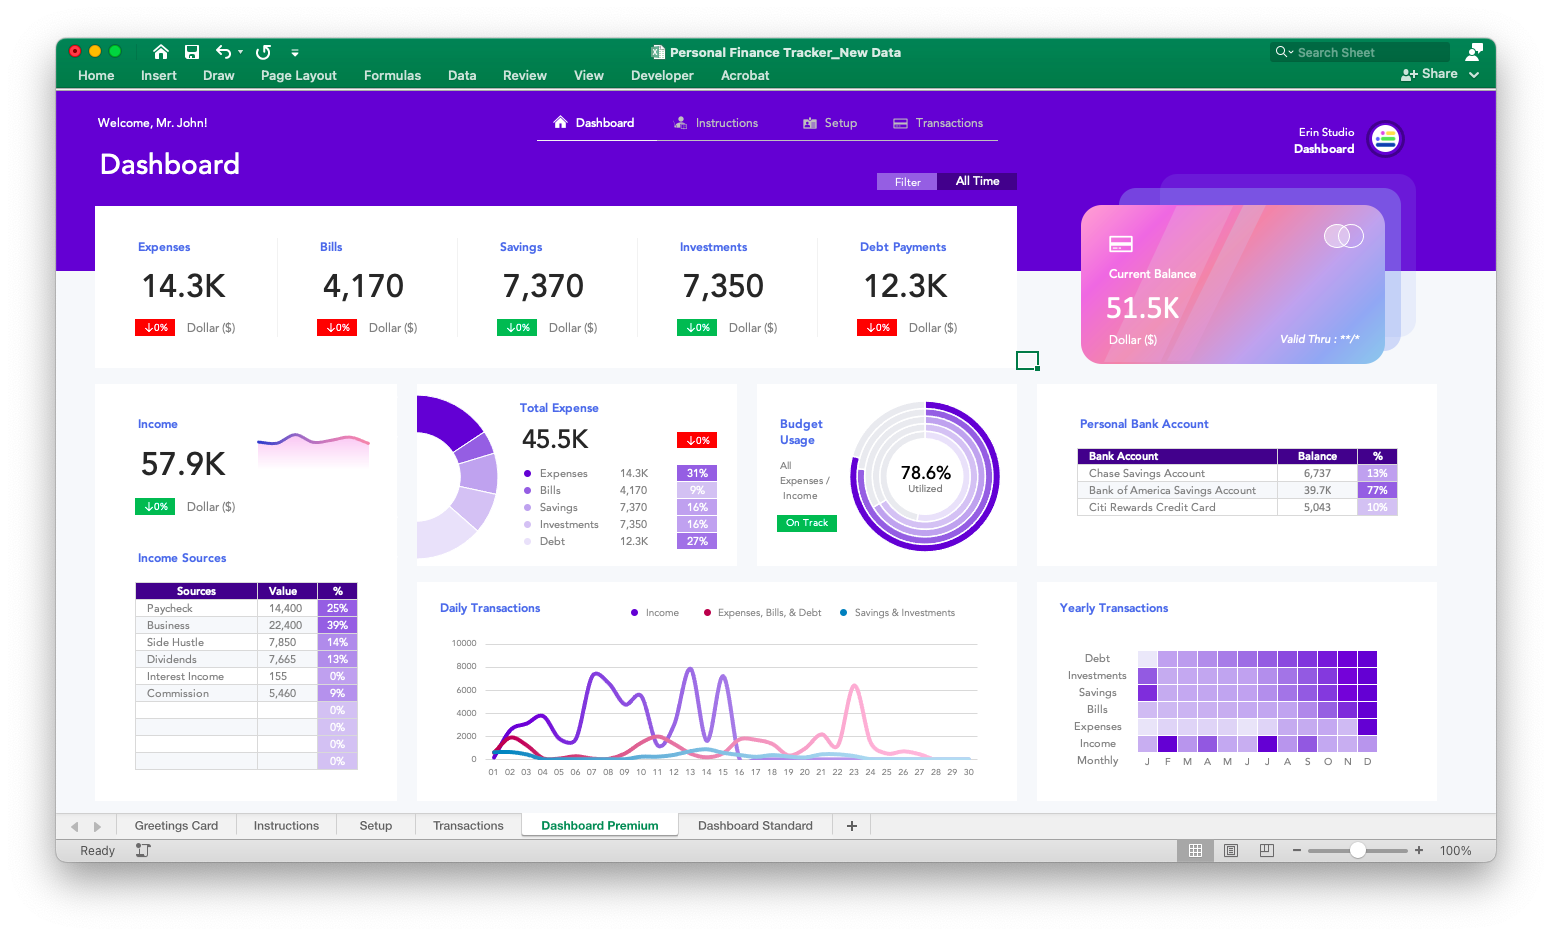 Personal Finance Tracker_New Data
Search Sheet
Home Insert Draw Page Layout Formulas Data Review View Developer Acrobat
Share
Welcome, Mr. John!
Dashboard Instructions Setup Transactions
Erin Studio
Dashboard
Dashboard
Filter All Time
Expenses Bills Savings Investments Debt Payments
14.3K 4,170 7,370 7,350 12.3K
↓0% Dollar ($) ↓0% Dollar ($) ↓0% Dollar ($) ↓0% Dollar ($) ↓0% Dollar ($)
Current Balance
51.5K
Dollar ($) Valid Thru : **/*
Income
57.9K
↓0% Dollar ($)
Income Sources
Sources Value %
Paycheck 14,400 25%
Business 22,400 39%
Side Hustle 7,850 14%
Dividends 7,665 13%
Interest Income 155 0%
Commission 5,460 9%
0%
0%
0%
0%
Total Expense
45.5K ↓0%
Expenses 14.3K 31%
Bills 4,170 9%
Savings 7,370 16%
Investments 7,350 16%
Debt 12.3K 27%
Budget
Usage
All
Expenses /
Income
On Track
78.6%
Utilized
Personal Bank Account
Bank Account Balance %
Chase Savings Account 6,737 13%
Bank of America Savings Account 39.7K 77%
Citi Rewards Credit Card 5,043 10%
Daily Transactions
Income Expenses, Bills, & Debt Savings & Investments
10000
8000
6000
4000
2000
0
01 02 03 04 05 06 07 08 09 10 11 12 13 14 15 16 17 18 19 20 21 22 23 24 25 26 27 28 29 30
Yearly Transactions
Debt
Investments
Savings
Bills
Expenses
Income
Monthly J F M A M J J A S O N D
Greetings Card Instructions Setup Transactions Dashboard Premium Dashboard Standard +
Ready
100%